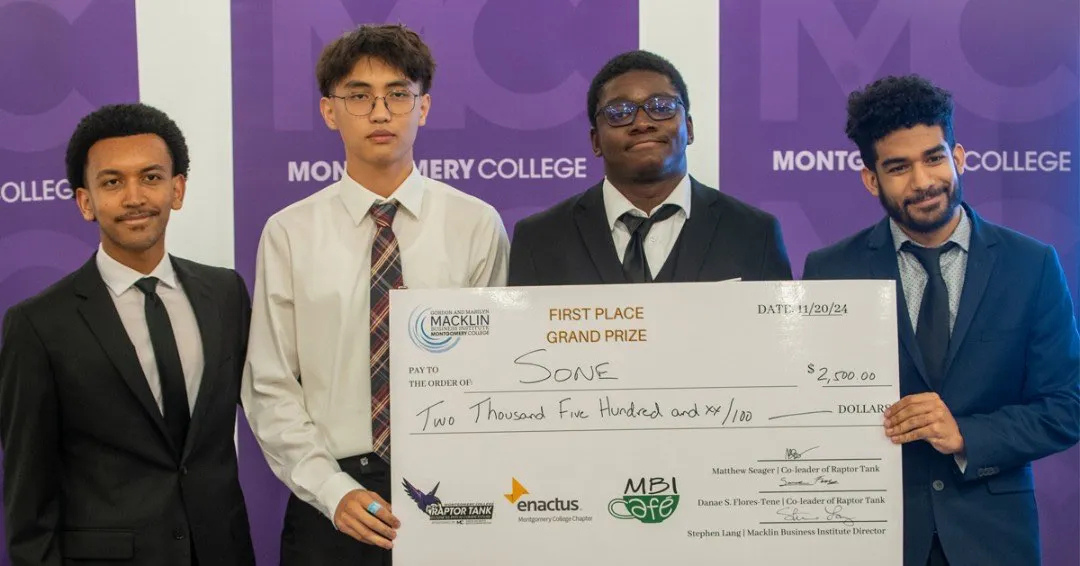 OLLEGE
MONTGOMERY COLLEGE
MONTG COLLEGE
GORDON AND MARILYN
MACKLIN
BUSINESS INSTITUTE
MONTGOMERY COLLEGE
FIRST PLACE
GRAND PRIZE
DATE: 11/20/24
PAY TO
THE ORDER OF: SONE $ 2,500.00
Two Thousand Five Hundred and xx/100 DOLLARS
Matthew Seager | Co-leader of Raptor Tank
Danae S. Flores-Tene | Co-leader of Raptor Tank
Stephen Lang | Macklin Business Institute Director
MONTGOMERY COLLEGE
RAPTOR TANK
enactus
Montgomery College Chapter
MBI
café